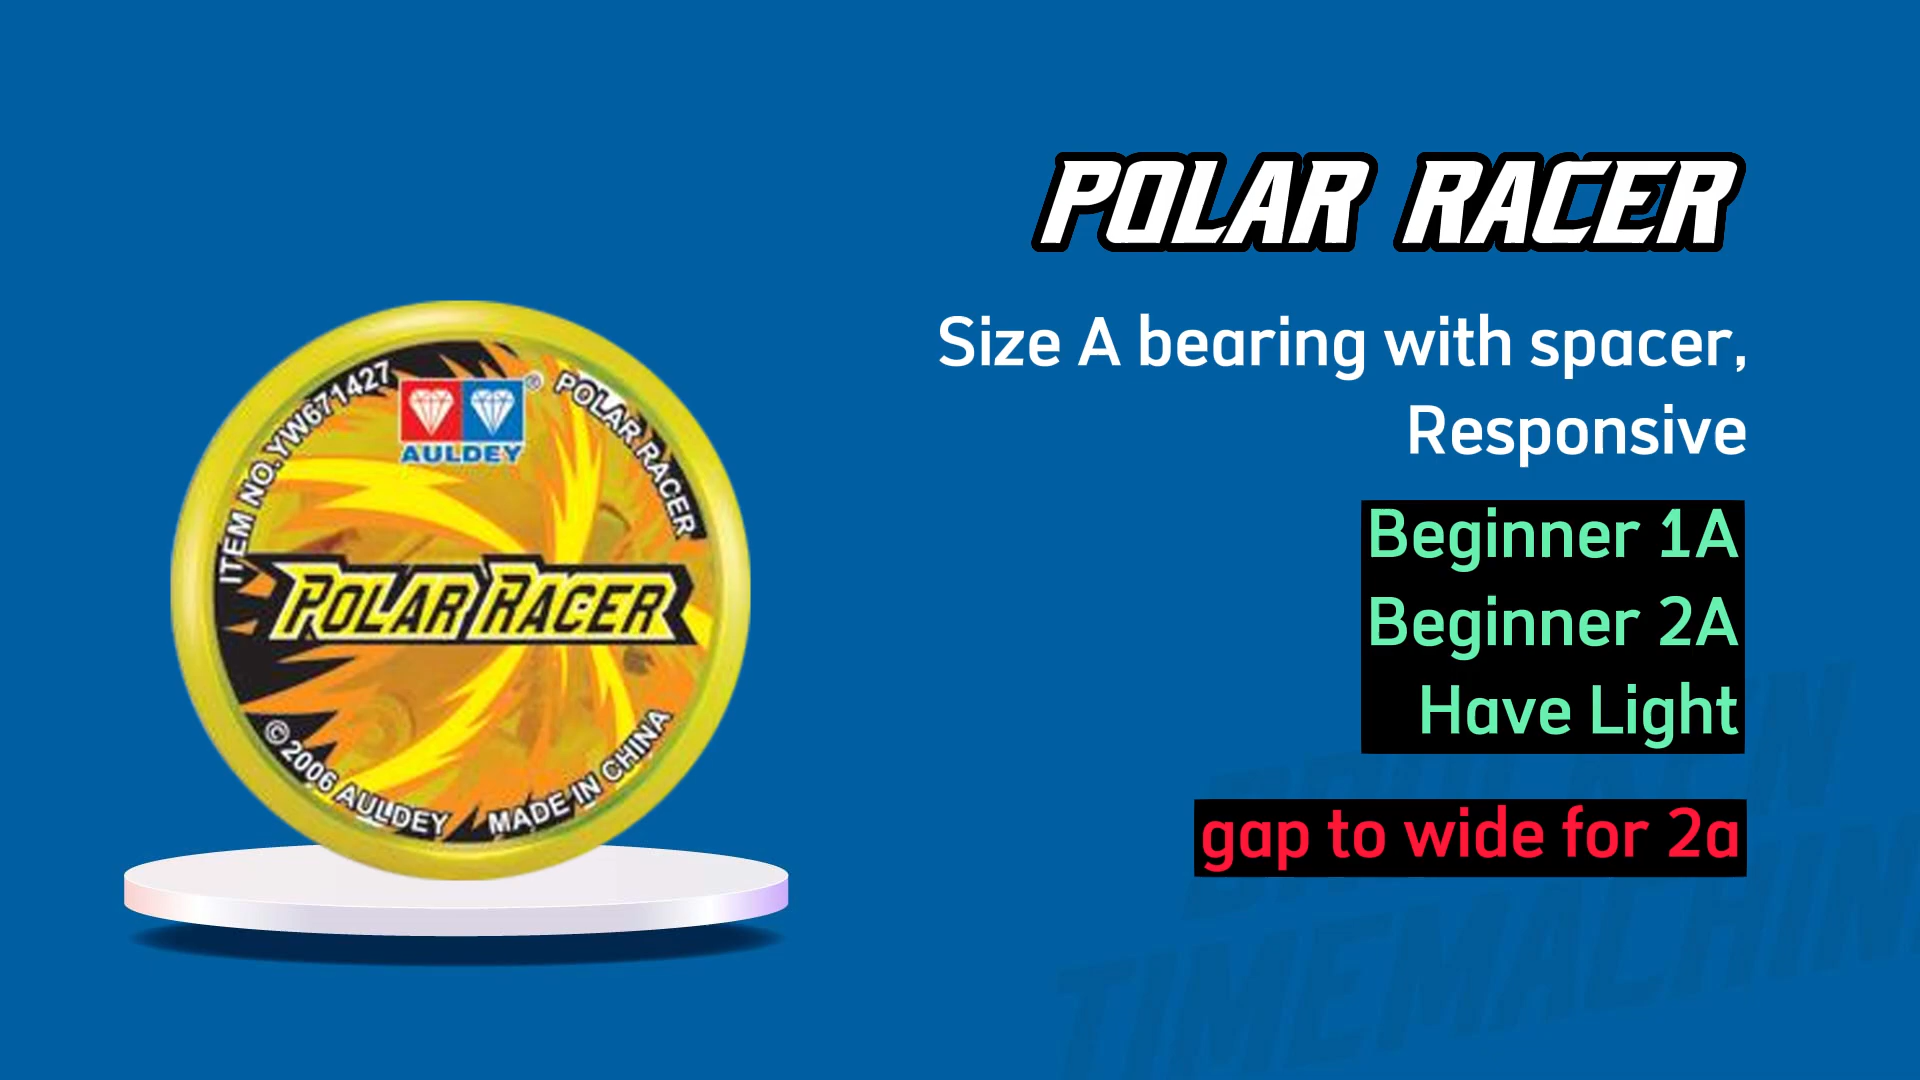 POLAR RACER
Size A bearing with spacer,
Responsive
Beginner 1A
Beginner 2A
Have Light
gap to wide for 2a
ITEM NO.YW671427
AULDEY
®
POLAR RACER
POLAR RACER
©2006 AULDEY
MADE IN CHINA
TIMEMACHIN